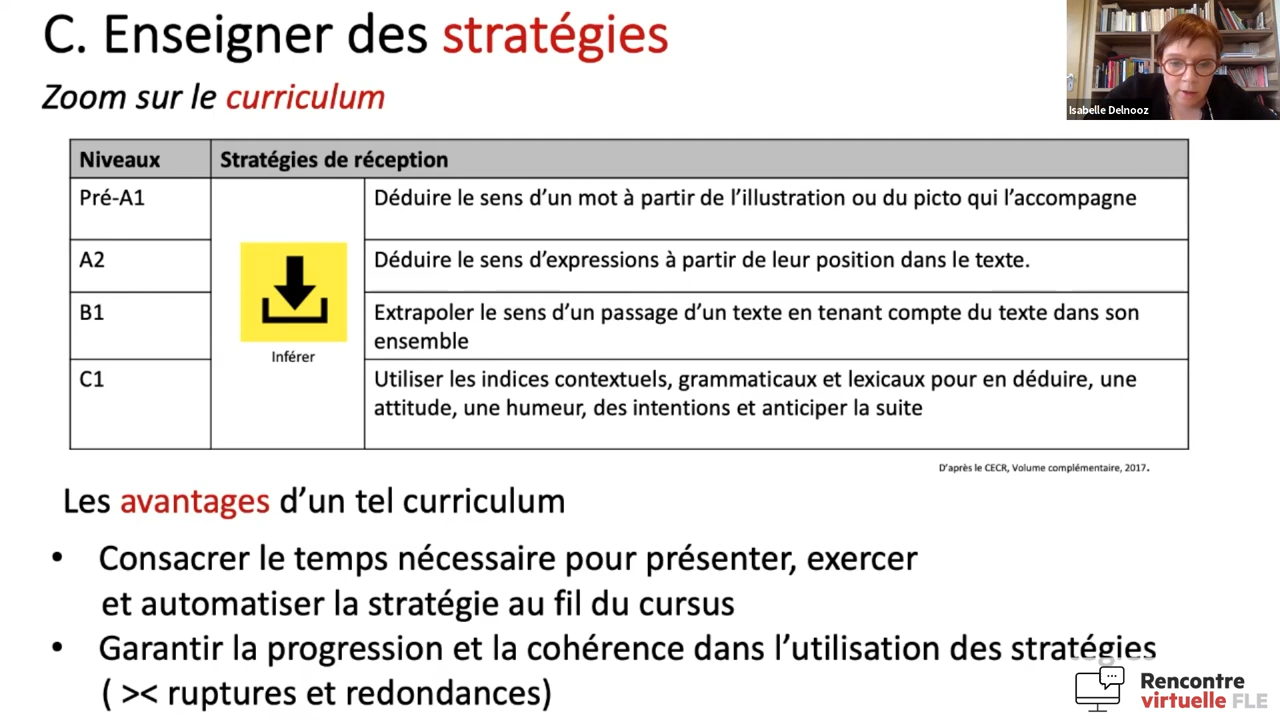 C. Enseigner des stratégies
Zoom sur le curriculum
Isabelle Delnooz
Niveaux
Stratégies de réception
Pré-A1
Déduire le sens d'un mot à partir de l'illustration ou du picto qui l'accompagne
A2
Déduire le sens d'expressions à partir de leur position dans le texte.
B1
Extrapoler le sens d'un passage d'un texte en tenant compte du texte dans son
ensemble
Inférer
C1
Utiliser les indices contextuels, grammaticaux et lexicaux pour en déduire, une
attitude, une humeur, des intentions et anticiper la suite
D'après le CECR, Volume complémentaire, 2017.
Les avantages d'un tel curriculum
• Consacrer le temps nécessaire pour présenter, exercer
et automatiser la stratégie au fil du cursus
• Garantir la progression et la cohérence dans l'utilisation des stratégies
( >< ruptures et redondances)
Rencontre
virtuelle FLE